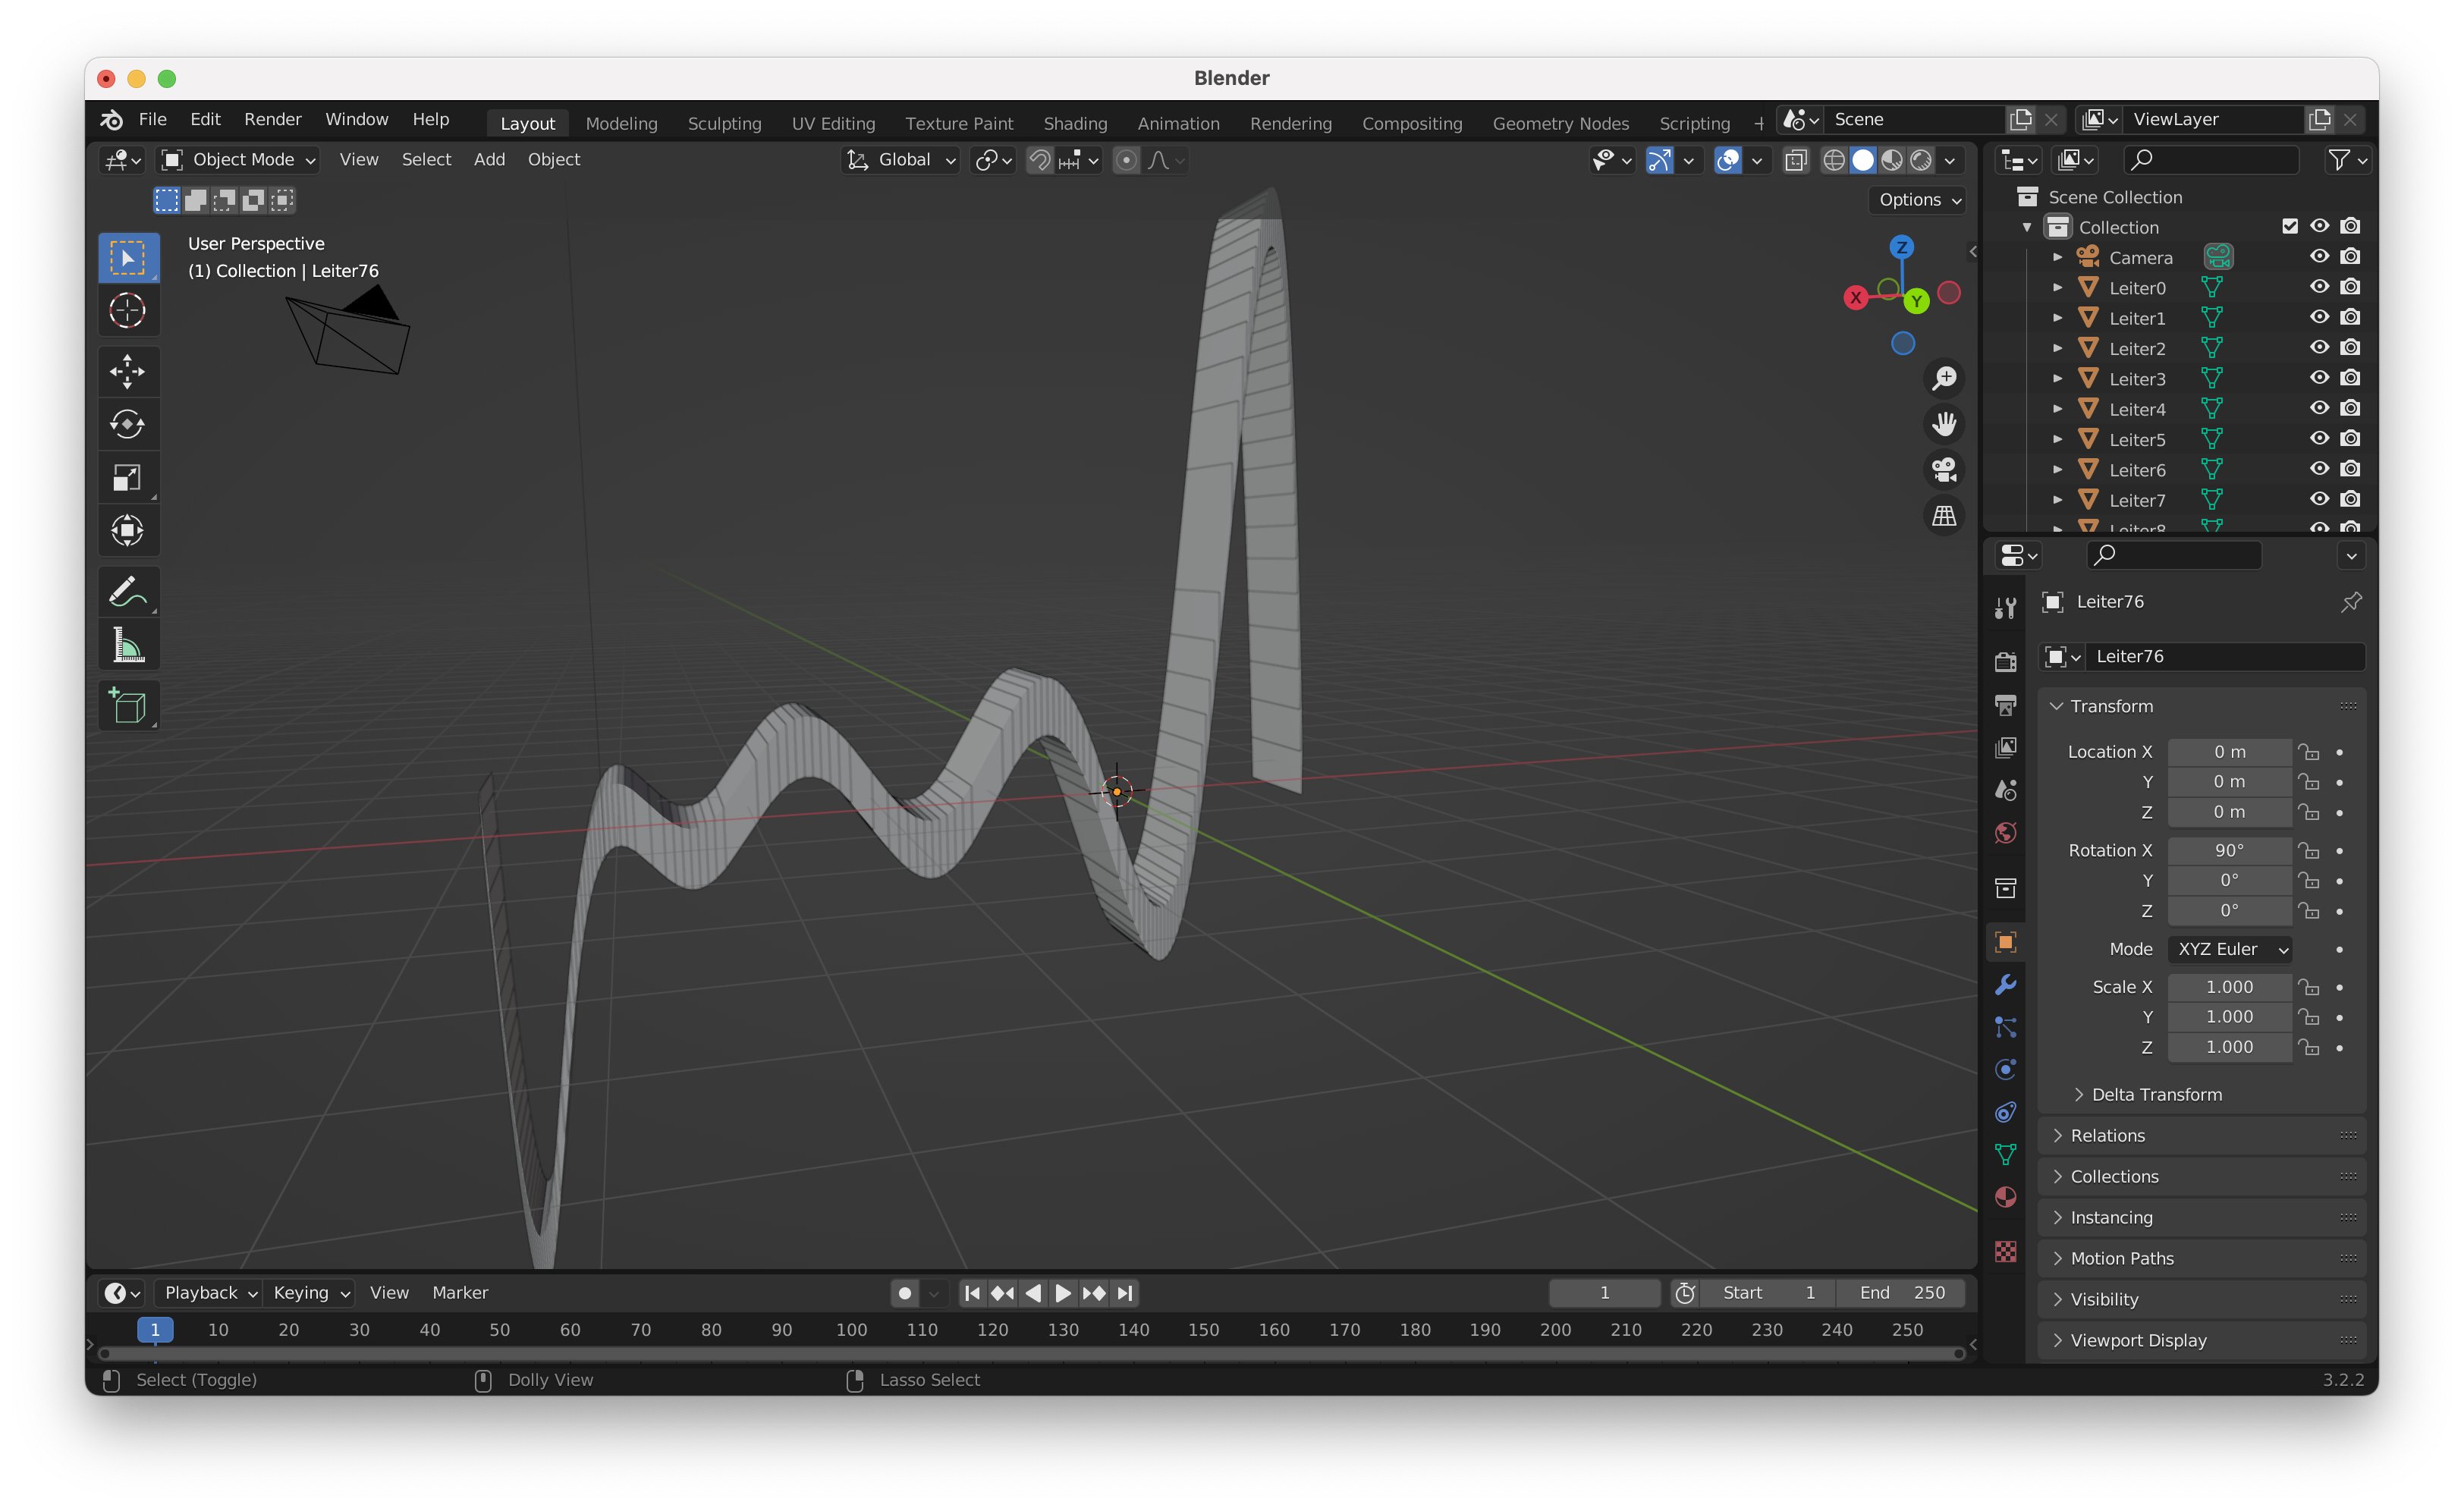 Blender
File Edit Render Window Help Layout Modeling Sculpting UV Editing Texture Paint Shading Animation Rendering Compositing Geometry Nodes Scripting Scene ViewLayer
Object Mode View Select Add Object Global
Options
User Perspective
(1) Collection | Leiter76
Z
X
Y
Scene Collection
Collection
Camera
Leiter0
Leiter1
Leiter2
Leiter3
Leiter4
Leiter5
Leiter6
Leiter7
Leiter8
Leiter76
Leiter76
Transform
Location X 0 m
Y 0 m
Z 0 m
Rotation X 90°
Y 0°
Z 0°
Mode XYZ Euler
Scale X 1.000
Y 1.000
Z 1.000
Delta Transform
Relations
Collections
Instancing
Motion Paths
Visibility
Viewport Display
Playback Keying View Marker 1 Start 1 End 250
1 10 20 30 40 50 60 70 80 90 100 110 120 130 140 150 160 170 180 190 200 210 220 230 240 250
Select (Toggle) Dolly View Lasso Select 3.2.2